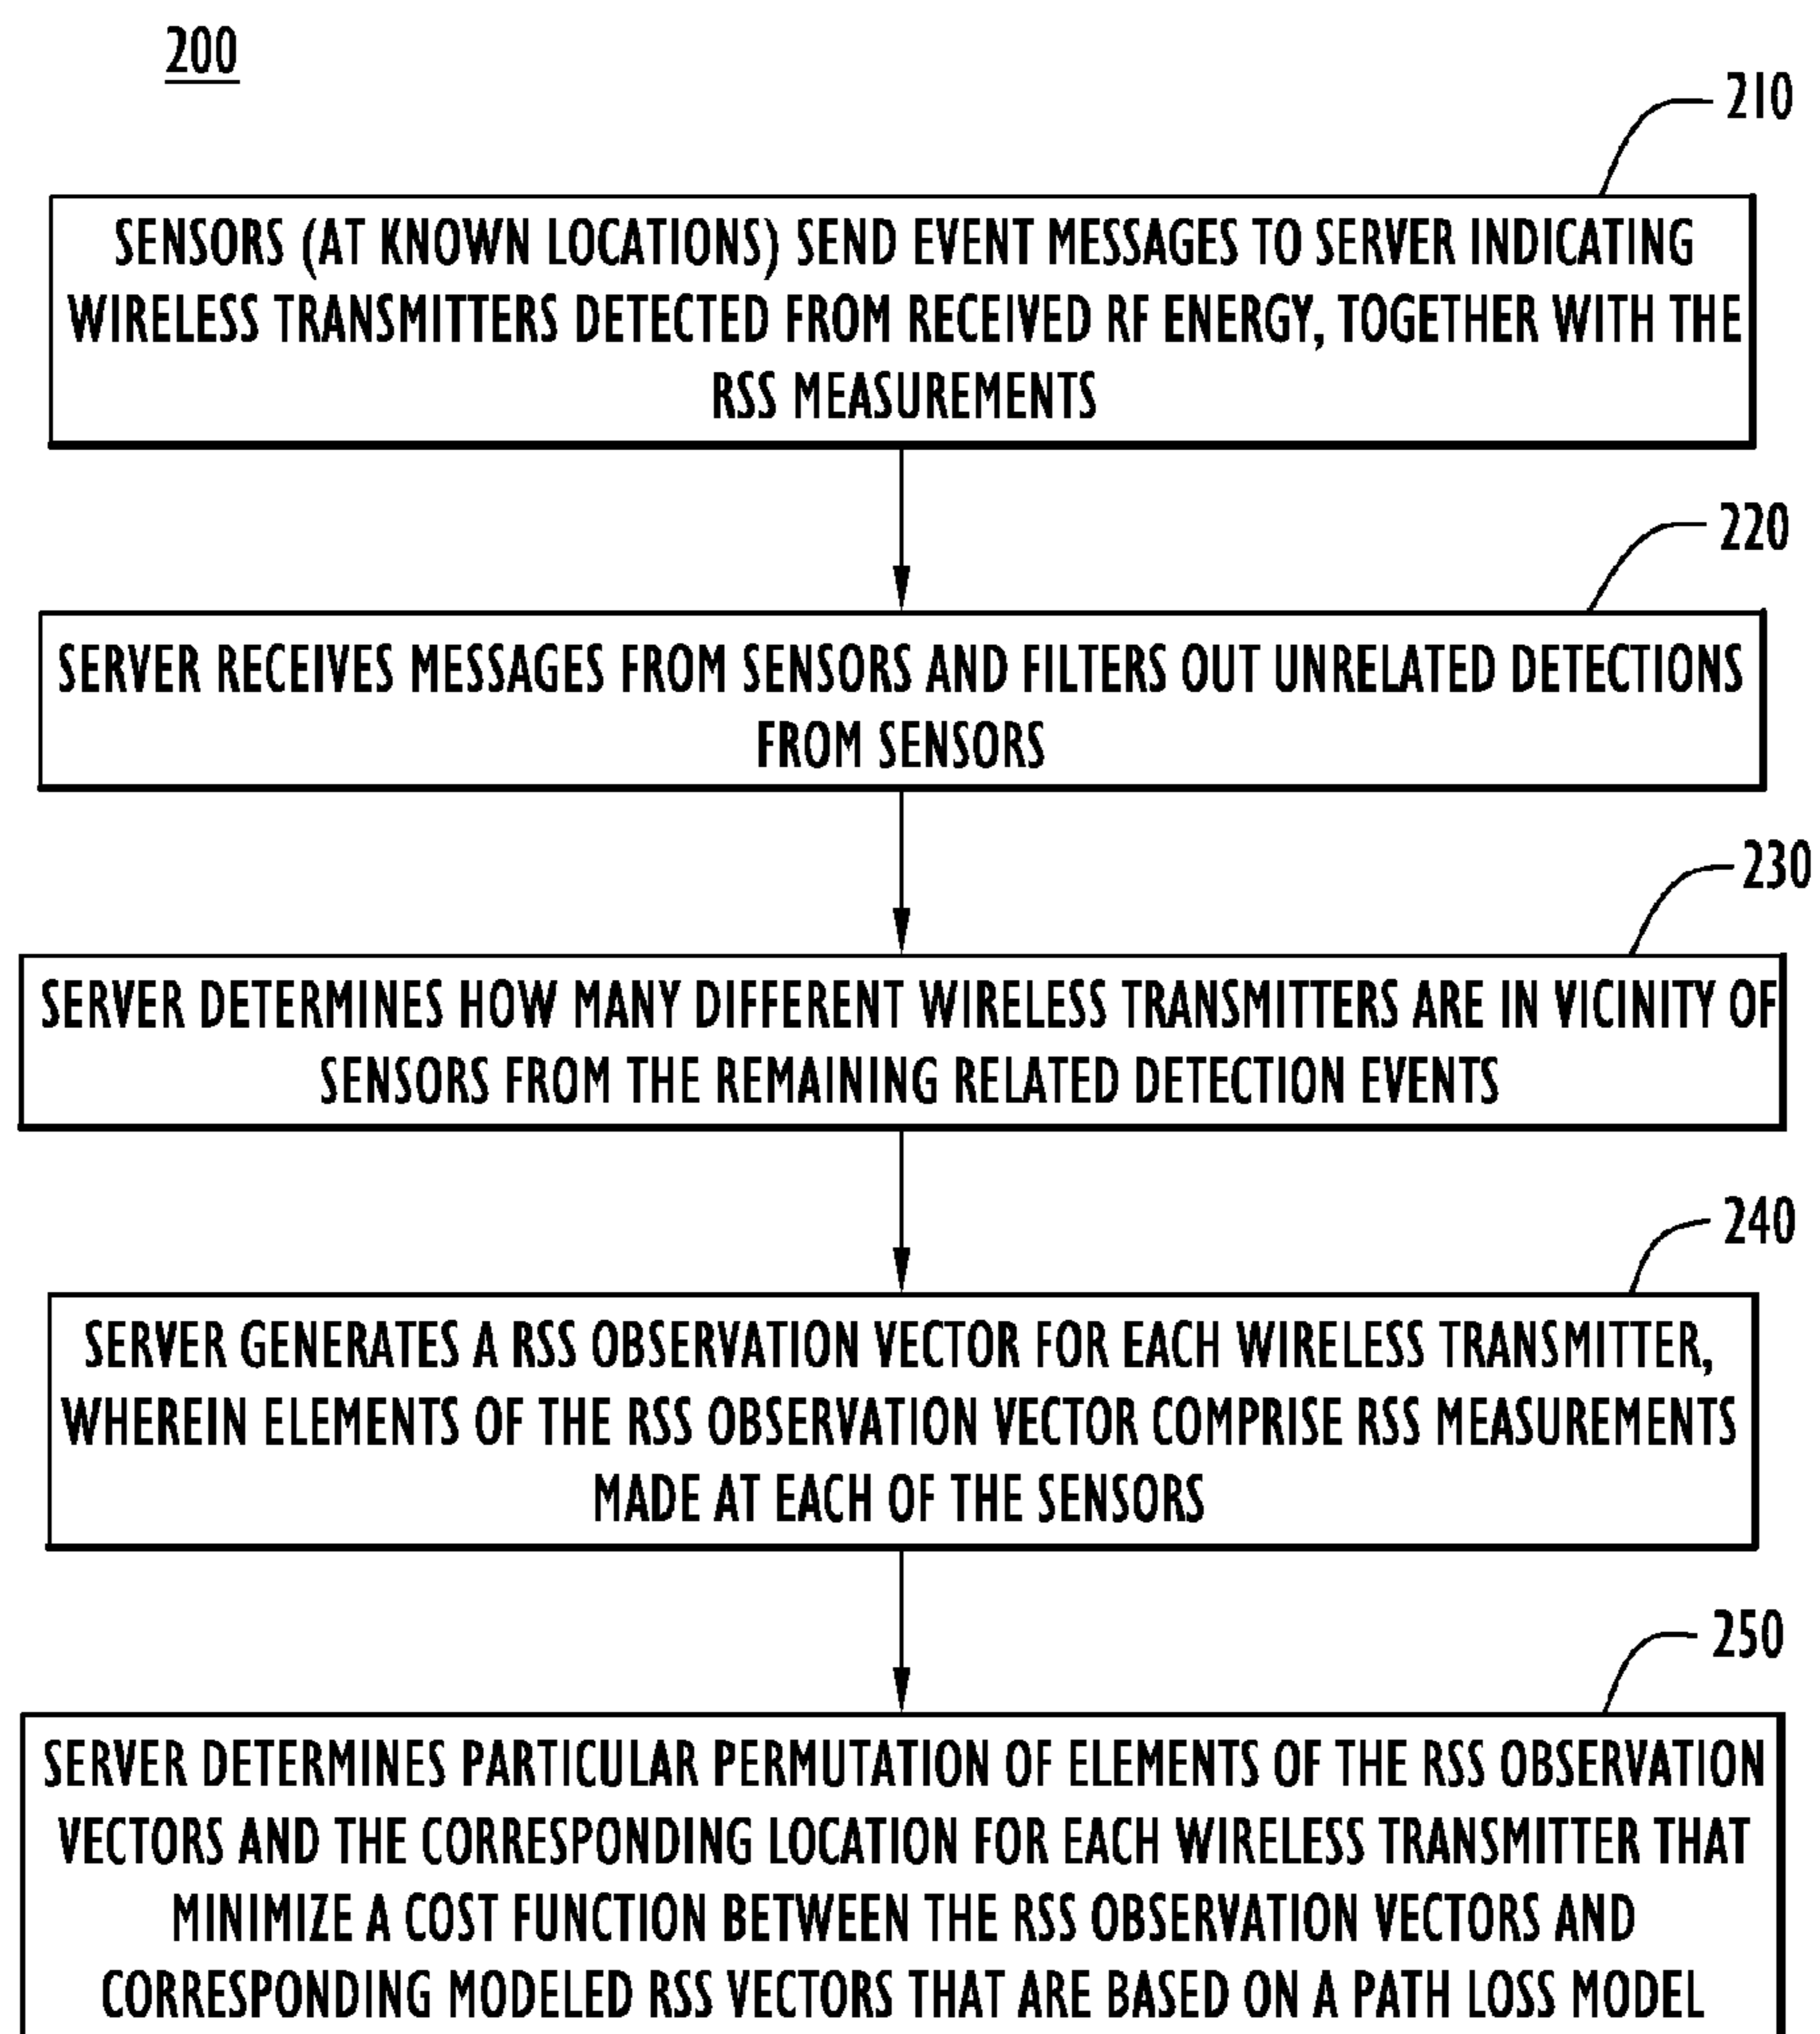 200
210
SENSORS (AT KNOWN LOCATIONS) SEND EVENT MESSAGES TO SERVER INDICATING
WIRELESS TRANSMITTERS DETECTED FROM RECEIVED RF ENERGY, TOGETHER WITH THE
RSS MEASUREMENTS
220
SERVER RECEIVES MESSAGES FROM SENSORS AND FILTERS OUT UNRELATED DETECTIONS
FROM SENSORS
230
SERVER DETERMINES HOW MANY DIFFERENT WIRELESS TRANSMITTERS ARE IN VICINITY OF
SENSORS FROM THE REMAINING RELATED DETECTION EVENTS
240
SERVER GENERATES A RSS OBSERVATION VECTOR FOR EACH WIRELESS TRANSMITTER,
WHEREIN ELEMENTS OF THE RSS OBSERVATION VECTOR COMPRISE RSS MEASUREMENTS
MADE AT EACH OF THE SENSORS
250
SERVER DETERMINES PARTICULAR PERMUTATION OF ELEMENTS OF THE RSS OBSERVATION
VECTORS AND THE CORRESPONDING LOCATION FOR EACH WIRELESS TRANSMITTER THAT
MINIMIZE A COST FUNCTION BETWEEN THE RSS OBSERVATION VECTORS AND
CORRESPONDING MODELED RSS VECTORS THAT ARE BASED ON A PATH LOSS MODEL